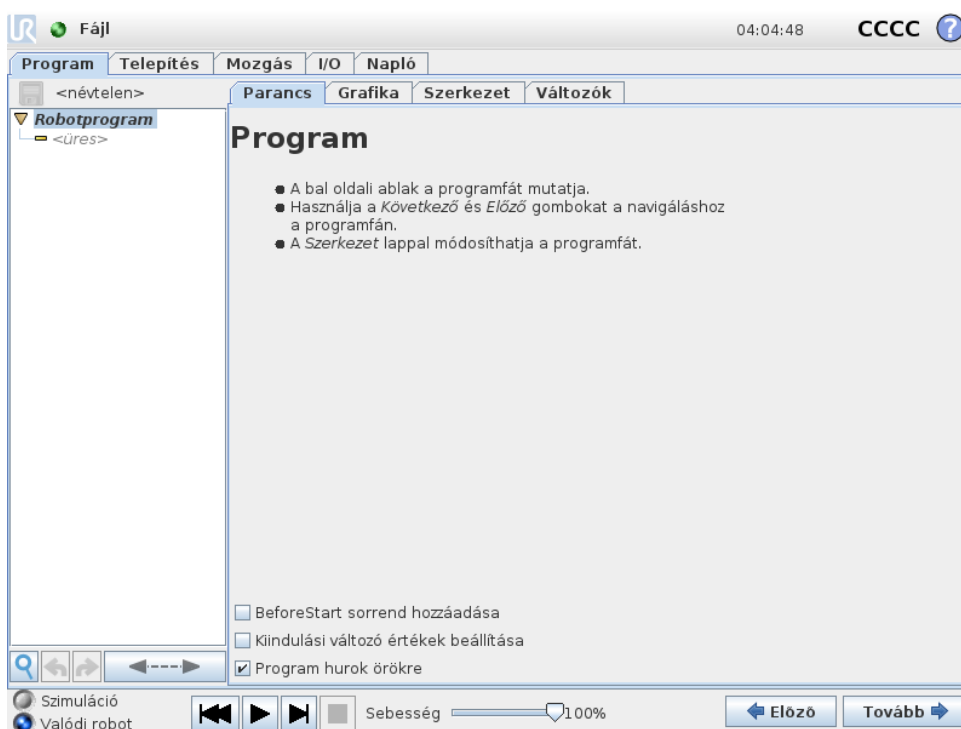 UR Fájl 04:04:48 CCCC ?
Program Telepítés Mozgás I/O Napló
<névtelen>
Parancs Grafika Szerkezet Változók
Robotprogram
<üres>
Program
A bal oldali ablak a programfát mutatja.
Használja a Következő és Előző gombokat a navigáláshoz
a programfán.
A Szerkezet lappal módosíthatja a programfát.
BeforeStart sorrend hozzáadása
Kiindulási változó értékek beállítása
Program hurok örökre
Szimuláció
Valódi robot
Sebesség 100%
Előző Tovább